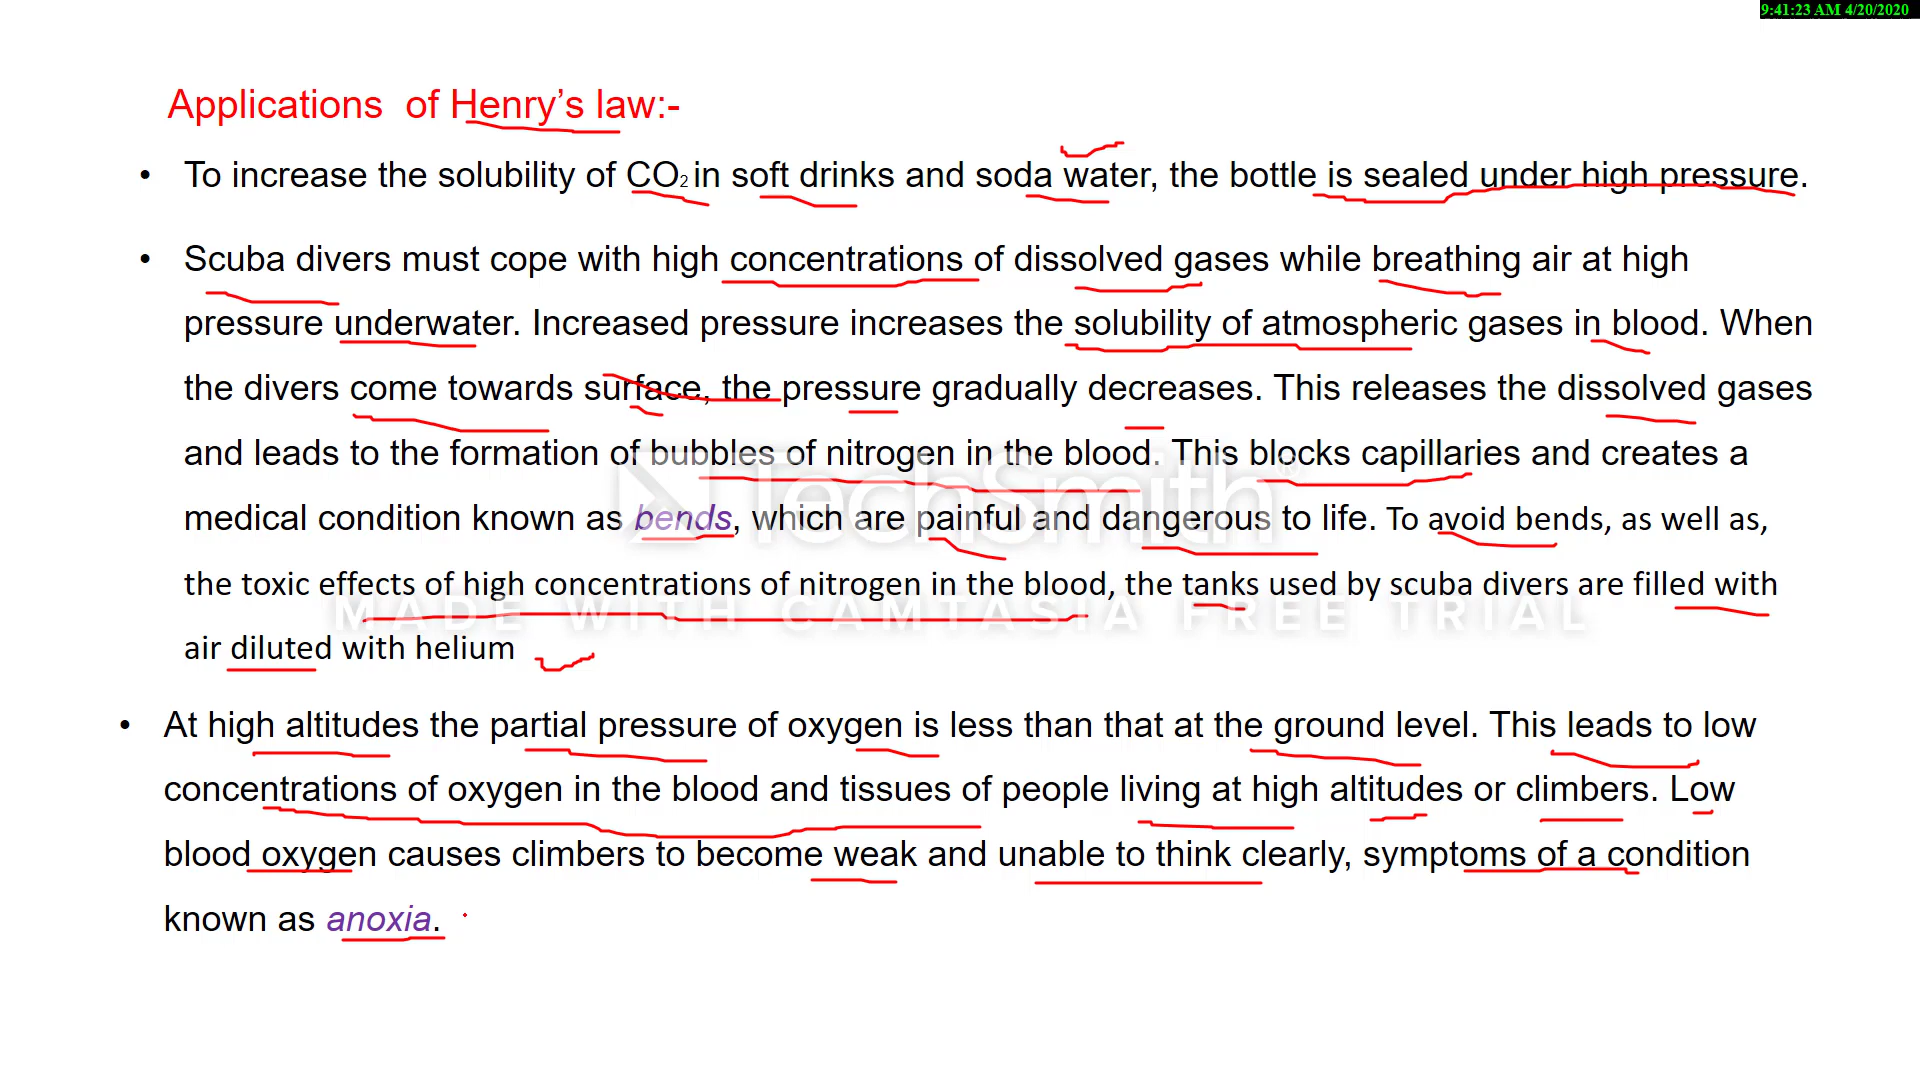 9:41:23 AM 4/20/2020
Applications of Henry’s law:-
• To increase the solubility of CO₂ in soft drinks and soda water, the bottle is sealed under high pressure.
• Scuba divers must cope with high concentrations of dissolved gases while breathing air at high
pressure underwater. Increased pressure increases the solubility of atmospheric gases in blood. When
the divers come towards surface, the pressure gradually decreases. This releases the dissolved gases
and leads to the formation of bubbles of nitrogen in the blood. This blocks capillaries and creates a
medical condition known as bends, which are painful and dangerous to life. To avoid bends, as well as,
the toxic effects of high concentrations of nitrogen in the blood, the tanks used by scuba divers are filled with
air diluted with helium
• At high altitudes the partial pressure of oxygen is less than that at the ground level. This leads to low
concentrations of oxygen in the blood and tissues of people living at high altitudes or climbers. Low
blood oxygen causes climbers to become weak and unable to think clearly, symptoms of a condition
known as anoxia.
TechSmith®
MADE WITH CAMTASIA FREE TRIAL